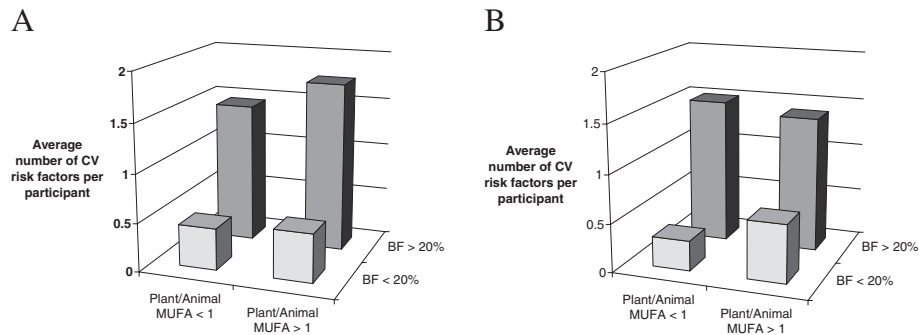 A
2
1.5
1
0.5
0
Average
number of CV
risk factors per
participant
BF > 20%
BF < 20%
Plant/Animal
MUFA < 1
Plant/Animal
MUFA > 1
B
2
1.5
1
0.5
0
Average
number of CV
risk factors per
participant
BF > 20%
BF < 20%
Plant/Animal
MUFA < 1
Plant/Animal
MUFA > 1